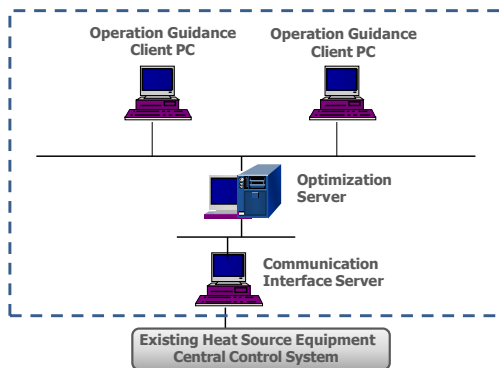 Operation Guidance
Client PC
Operation Guidance
Client PC
Optimization
Server
Communication
Interface Server
Existing Heat Source Equipment
Central Control System